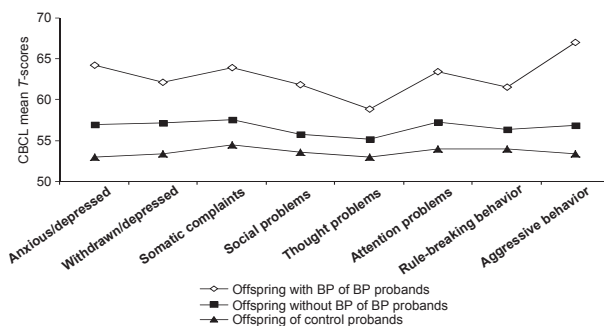 70
65
60
55
50
CBCL mean T-scores
Anxious/depressed
Withdrawn/depressed
Somatic complaints
Social problems
Thought problems
Attention problems
Rule-breaking behavior
Aggressive behavior
Offspring with BP of BP probands
Offspring without BP of BP probands
Offspring of control probands